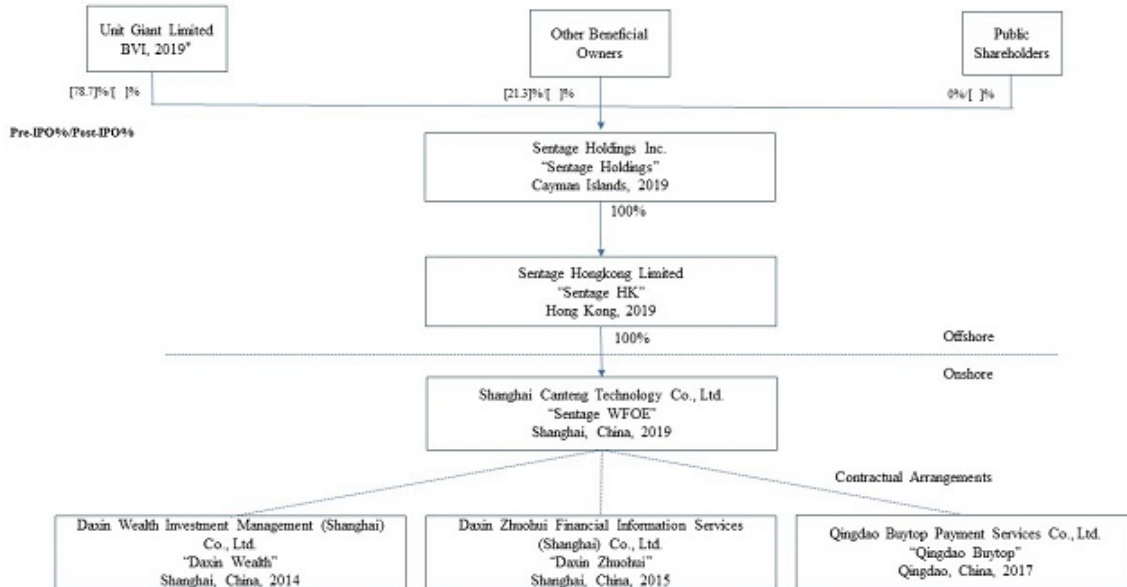 Unit Giant Limited
BVI, 2019*
Other Beneficial
Owners
Public
Shareholders
[78.7]%/[ ]%
[21.3]%/[ ]%
0%/[ ]%
Pre-IPO%/Post-IPO%
Sentage Holdings Inc.
“Sentage Holdings”
Cayman Islands, 2019
100%
Sentage Hongkong Limited
“Sentage HK”
Hong Kong, 2019
100%
Offshore
Onshore
Shanghai Canteng Technology Co., Ltd.
“Sentage WFOE”
Shanghai, China, 2019
Contractual Arrangements
Daxin Wealth Investment Management (Shanghai)
Co., Ltd.
“Daxin Wealth”
Shanghai, China, 2014
Daxin Zhuohui Financial Information Services
(Shanghai) Co., Ltd.
“Daxin Zhuohui”
Shanghai, China, 2015
Qingdao Buytop Payment Services Co., Ltd.
“Qingdao Buytop”
Qingdao, China, 2017